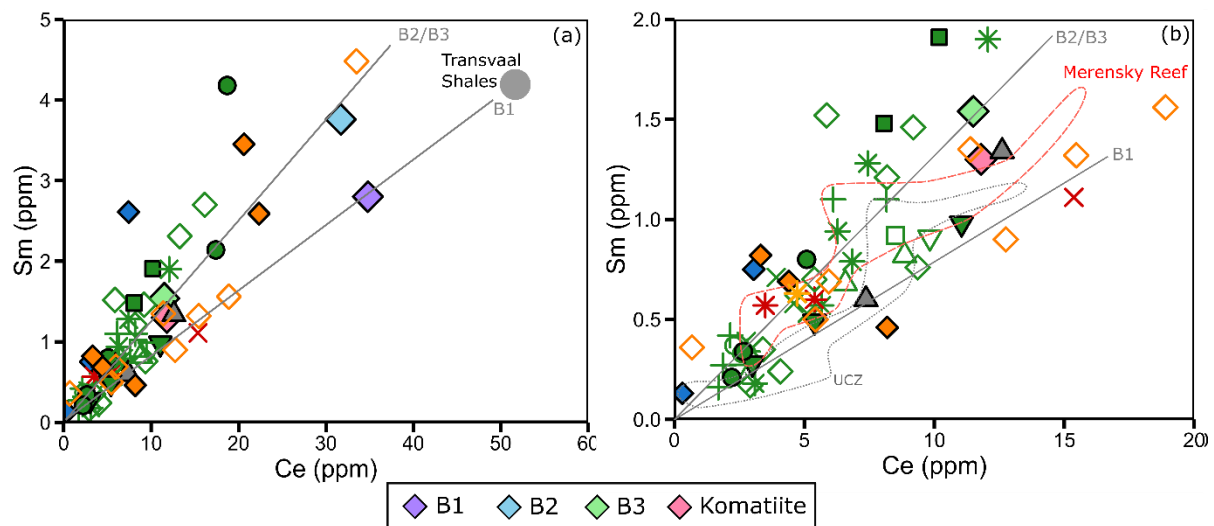 (a)
B2/B3
Transvaal
Shales
B1
Sm (ppm)
5
4
3
2
1
0
0
10
20
30
40
50
60
Ce (ppm)
(b)
B2/B3
Merensky Reef
B1
UCZ
Sm (ppm)
2.0
1.5
1.0
0.5
0.0
0
5
10
15
20
Ce (ppm)
B1
B2
B3
Komatiite